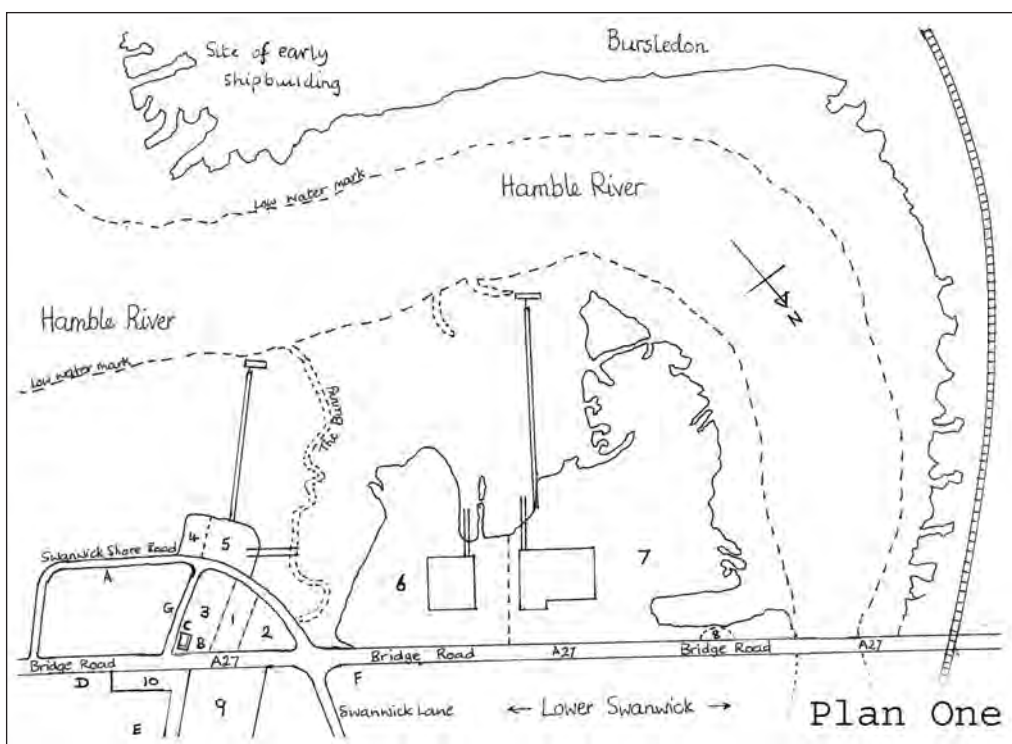 Site of early
shipbuilding
Bursledon
Low water mark
Hamble River
N
Hamble River
Low water mark
The Bunny
4
5
Swanwick Shore Road
A
G
3
C
B
1
2
6
7
8
Bridge Road
A27
Bridge Road
A27
Bridge Road
A27
D
10
E
9
F
Swanwick Lane
← Lower Swanwick →
Plan One